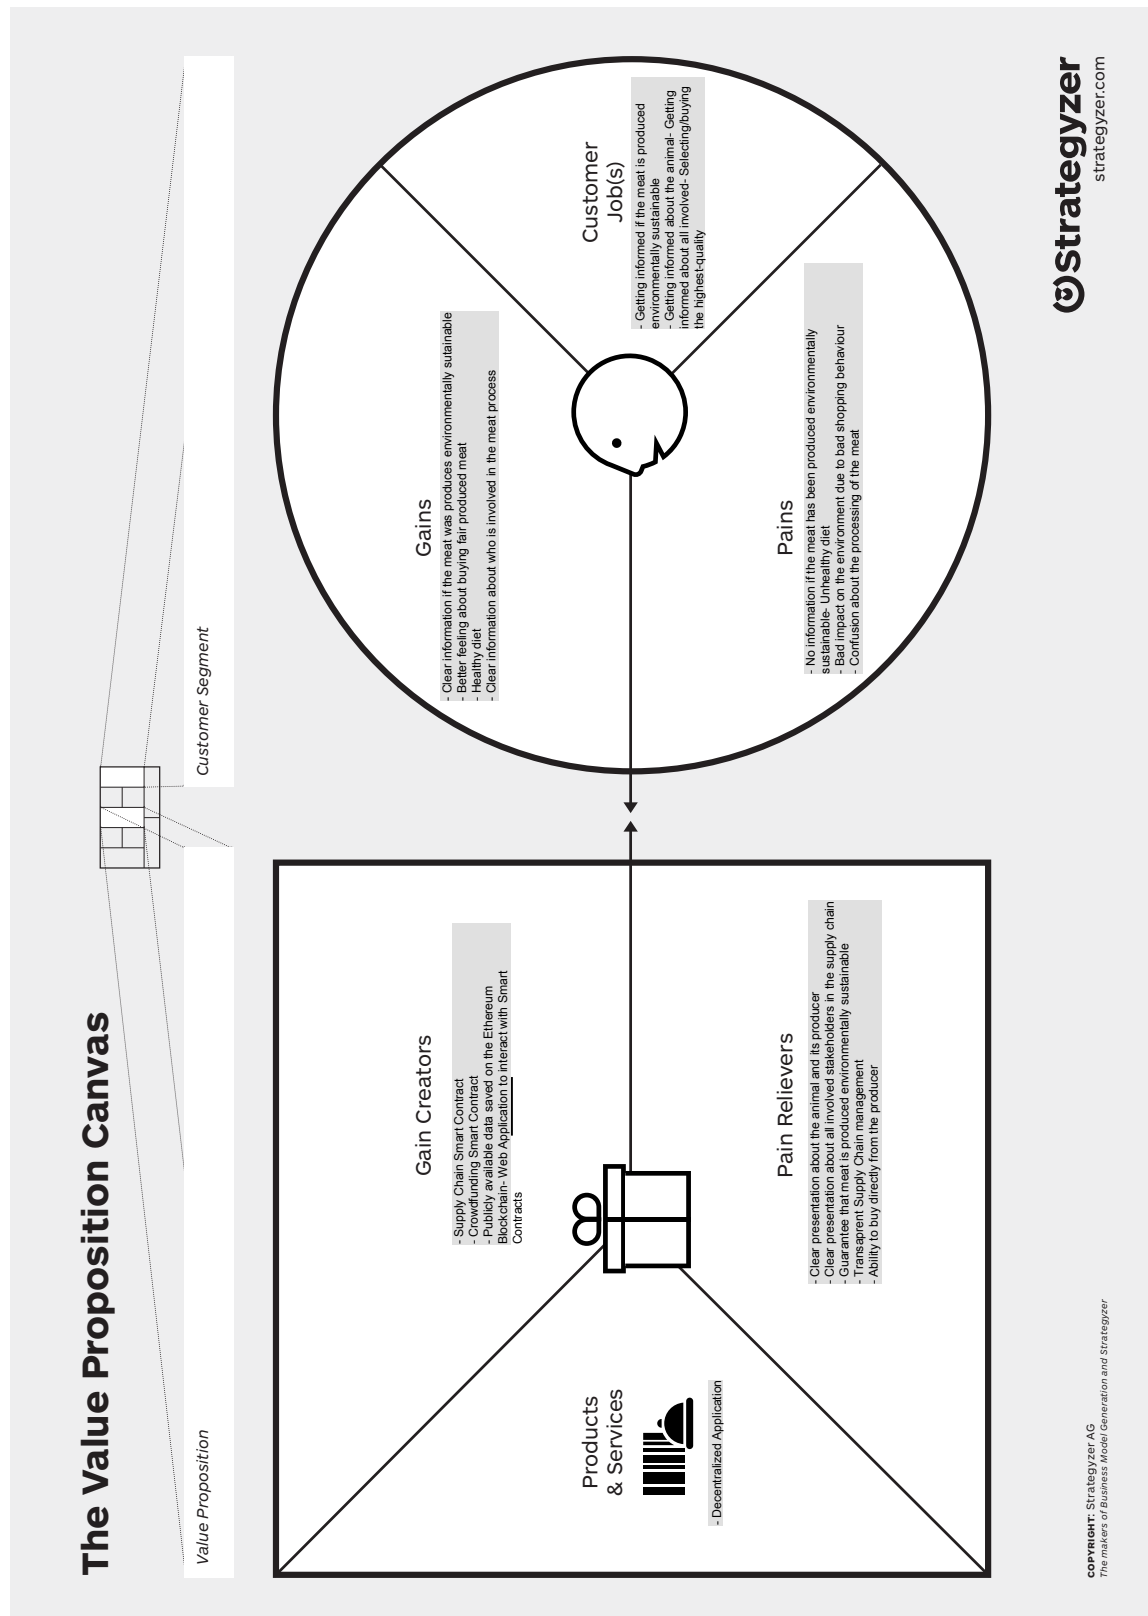 The Value Proposition Canvas
Value Proposition
Customer Segment
Gain Creators
- Supply Chain Smart Contract
- Crowdfunding Smart Contract
- Publicly available data saved on the Ethereum
Blockchain- Web Application to interact with Smart
Contracts
Gains
- Clear information if the meat was produces environmentally sutainable
- Better feeling about buying fair produced meat
- Healthy diet
- Clear information about who is involved in the meat process
Products
& Services
- Decentralized Application
Customer
Job(s)
- Getting informed if the meat is produced
environmentally sustainable
- Getting informed about the animal- Getting
informed about all involved- Selecting/buying
the highest-quality
Pain Relievers
- Clear presentation about the animal and its producer
- Clear presentation about all involved stakeholders in the supply chain
- Guarantee that meat is produced environmentally sustainable
- Transaprent Supply Chain management
- Ability to buy directly from the producer
Pains
- No information if the meat has been produced environmentally
sustainable- Unhealthy diet
- Bad impact on the environment due to bad shopping behaviour
- Confusion about the processing of the meat
COPYRIGHT: Strategyzer AG
The makers of Business Model Generation and Strategyzer
Strategyzer
strategyzer.com